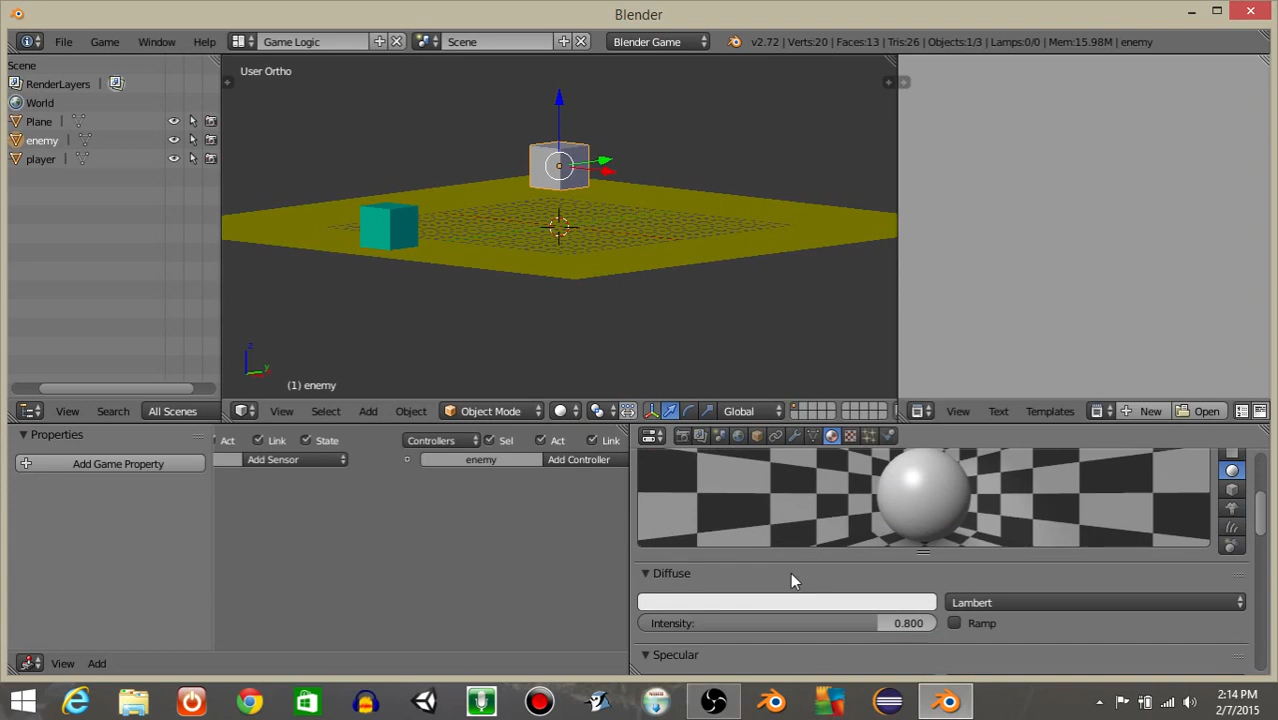 Blender
File Game Window Help Game Logic Scene Blender Game v2.72 | Verts:20 | Faces:13 | Tris:26 | Objects:1/3 | Lamps:0/0 | Mem:15.98M | enemy
Scene
RenderLayers
World
Plane
enemy
player
User Ortho
z
y
(1) enemy
View Search All Scenes
View Select Add Object Object Mode Global
View Text Templates New Open
Properties
Add Game Property
Act Link State
Add Sensor
Controllers Sel Act Link
enemy Add Controller
View Add
Diffuse
Lambert
Intensity: 0.800 Ramp
Specular
2:14 PM
2/7/2015